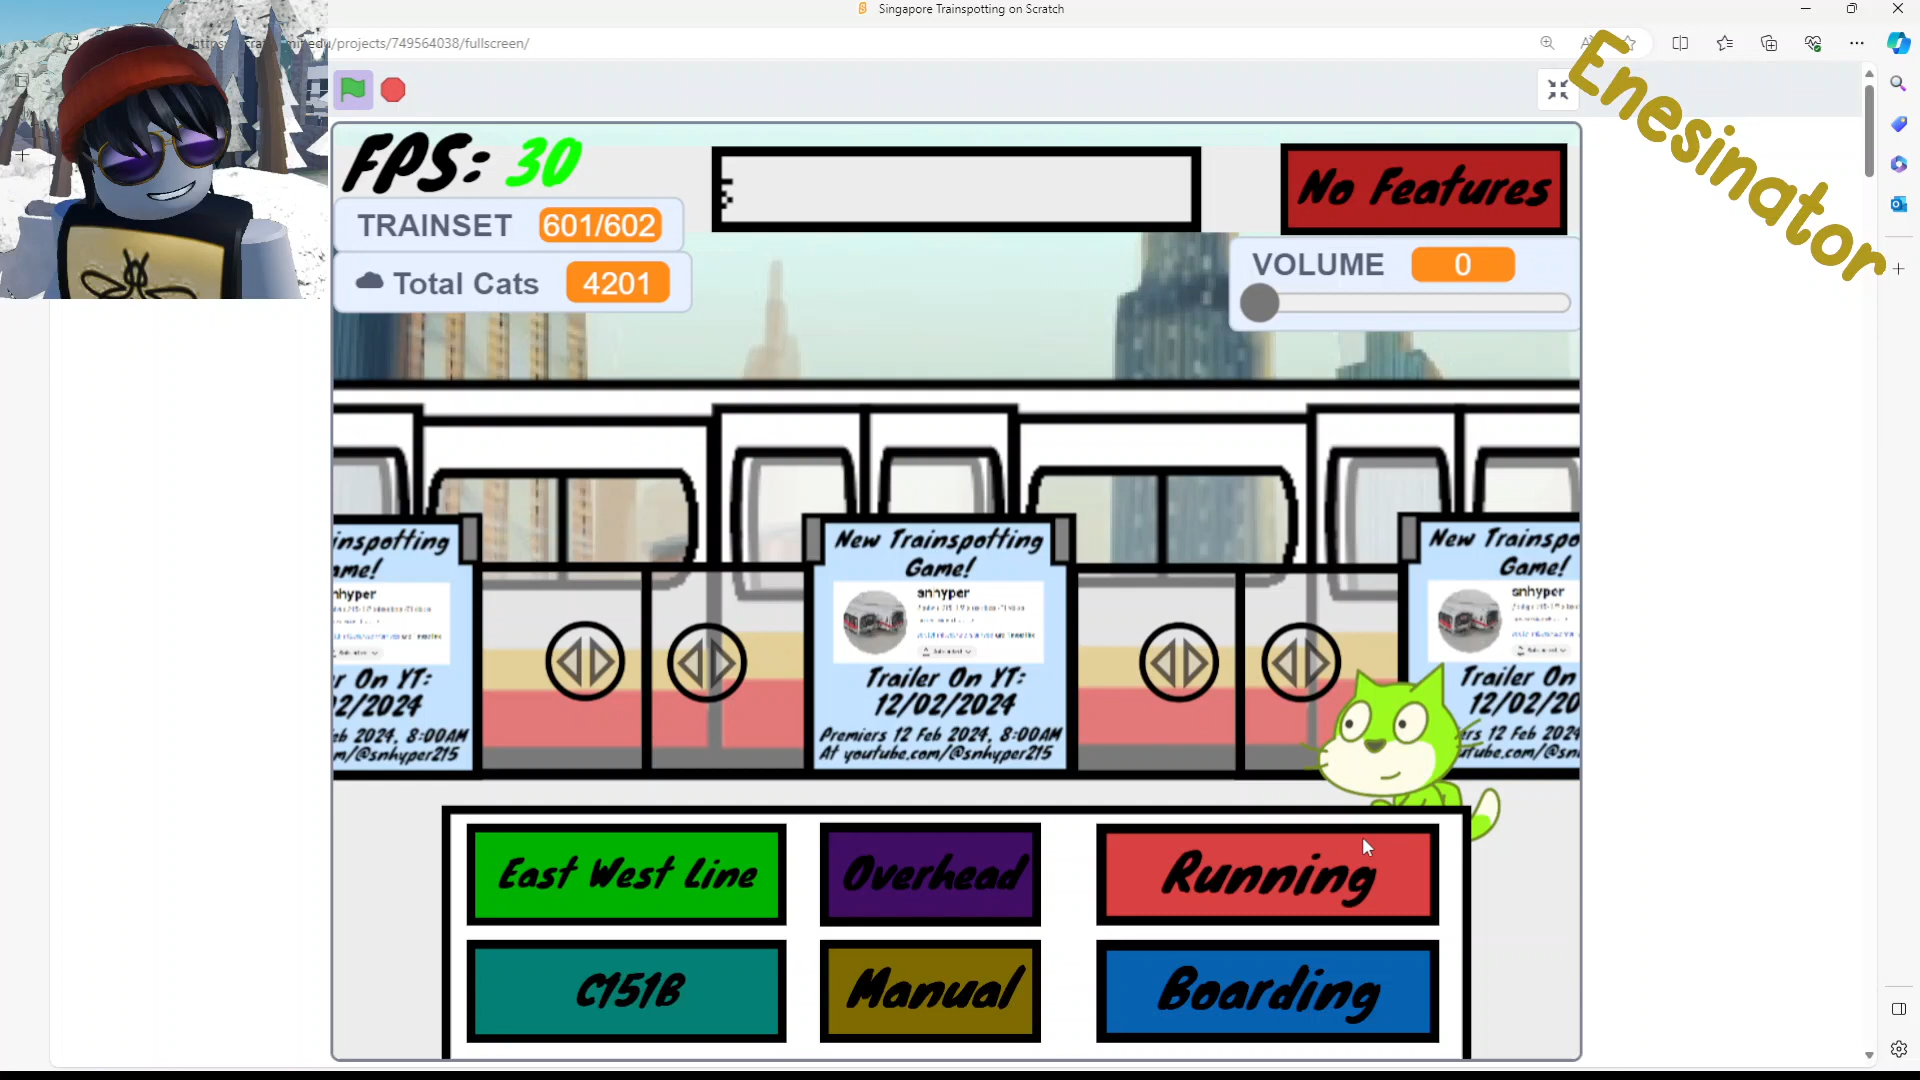 Singapore Trainspotting on Scratch
/projects/749564038/fullscreen/
Enesinator
FPS: 30
No Features
TRAINSET 601/602
Total Cats 4201
VOLUME 0
New Trainspotting
Game!
snhyper
Trailer On YT:
12/02/2024
Premiers 12 Feb 2024, 8:00AM
At youtube.com/@snhyper215
East West Line
Overhead
Running
C151B
Manual
Boarding